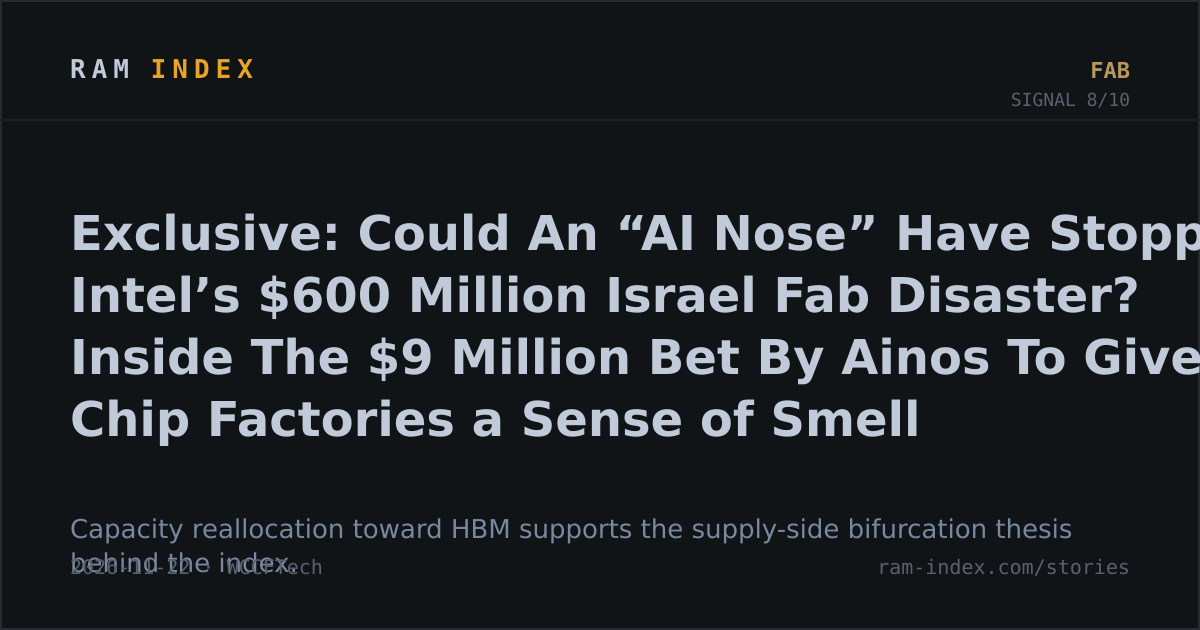 RAM INDEX
FAB
SIGNAL 8/10
Exclusive: Could An “AI Nose” Have Stopp
Intel’s $600 Million Israel Fab Disaster?
Inside The $9 Million Bet By Ainos To Give
Chip Factories a Sense of Smell
Capacity reallocation toward HBM supports the supply-side bifurcation thesis
behind the index.
WCCFTech
ram-index.com/stories